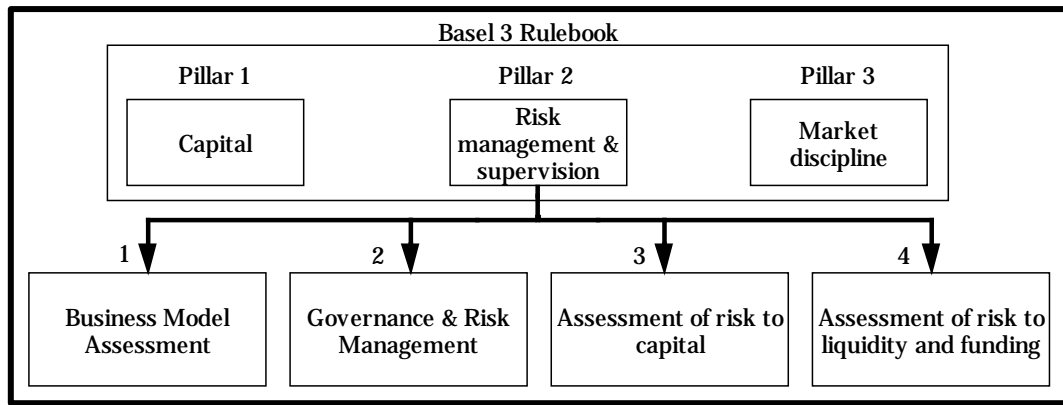 Basel 3 Rulebook
Pillar 1
Pillar 2
Pillar 3
Capital
Risk
management &
supervision
Market
discipline
1
2
3
4
Business Model
Assessment
Governance & Risk
Management
Assessment of risk to
capital
Assessment of risk to
liquidity and funding